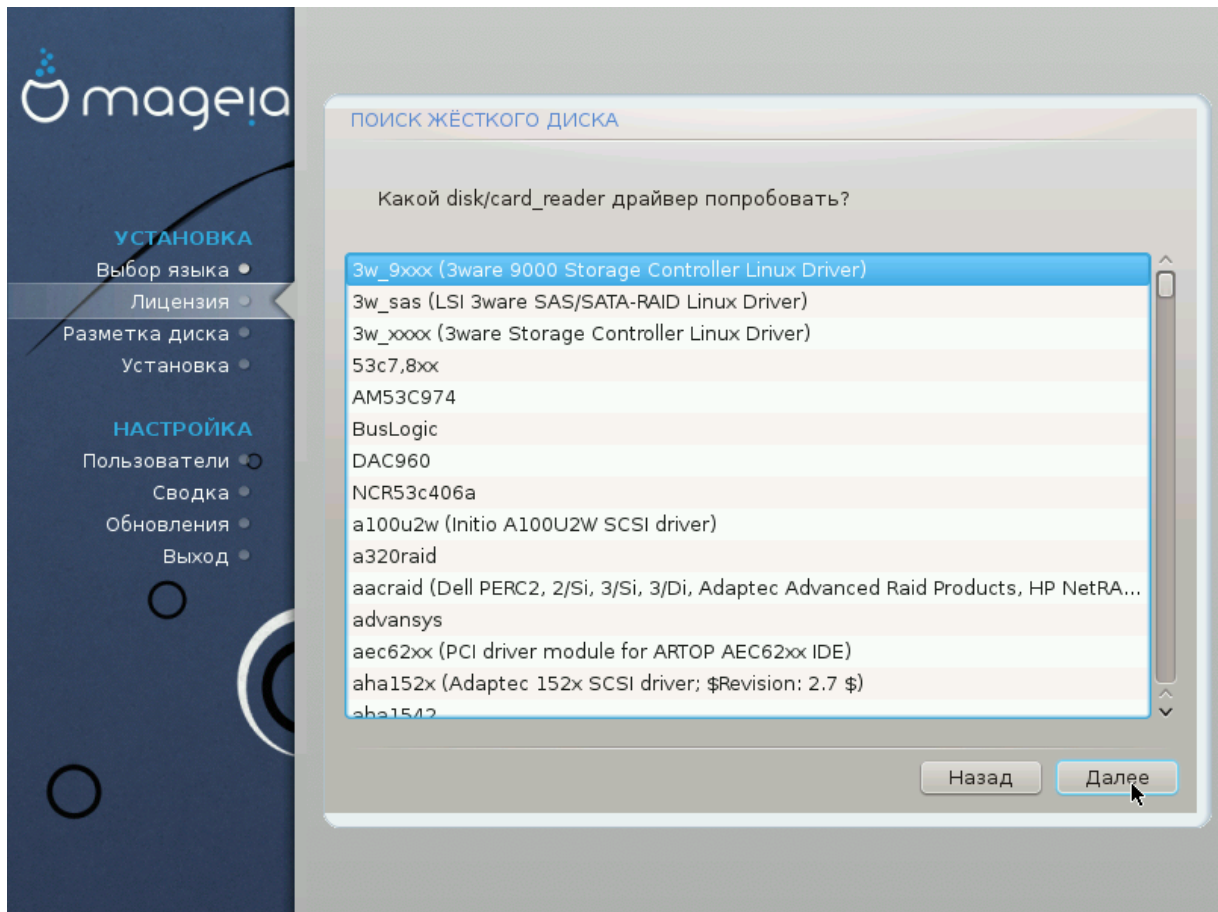 mageia
УСТАНОВКА
Выбор языка
Лицензия
Разметка диска
Установка
НАСТРОЙКА
Пользователи
Сводка
Обновления
Выход
ПОИСК ЖЁСТКОГО ДИСКА
Какой disk/card_reader драйвер попробовать?
3w_9xxx (3ware 9000 Storage Controller Linux Driver)
3w_sas (LSI 3ware SAS/SATA-RAID Linux Driver)
3w_xxxx (3ware Storage Controller Linux Driver)
53c7,8xx
AM53C974
BusLogic
DAC960
NCR53c406a
a100u2w (Initio A100U2W SCSI driver)
a320raid
aacraid (Dell PERC2, 2/Si, 3/Si, 3/Di, Adaptec Advanced Raid Products, HP NetRA...
advansys
aec62xx (PCI driver module for ARTOP AEC62xx IDE)
aha152x (Adaptec 152x SCSI driver; $Revision: 2.7 $)
aha1542
Назад
Далее